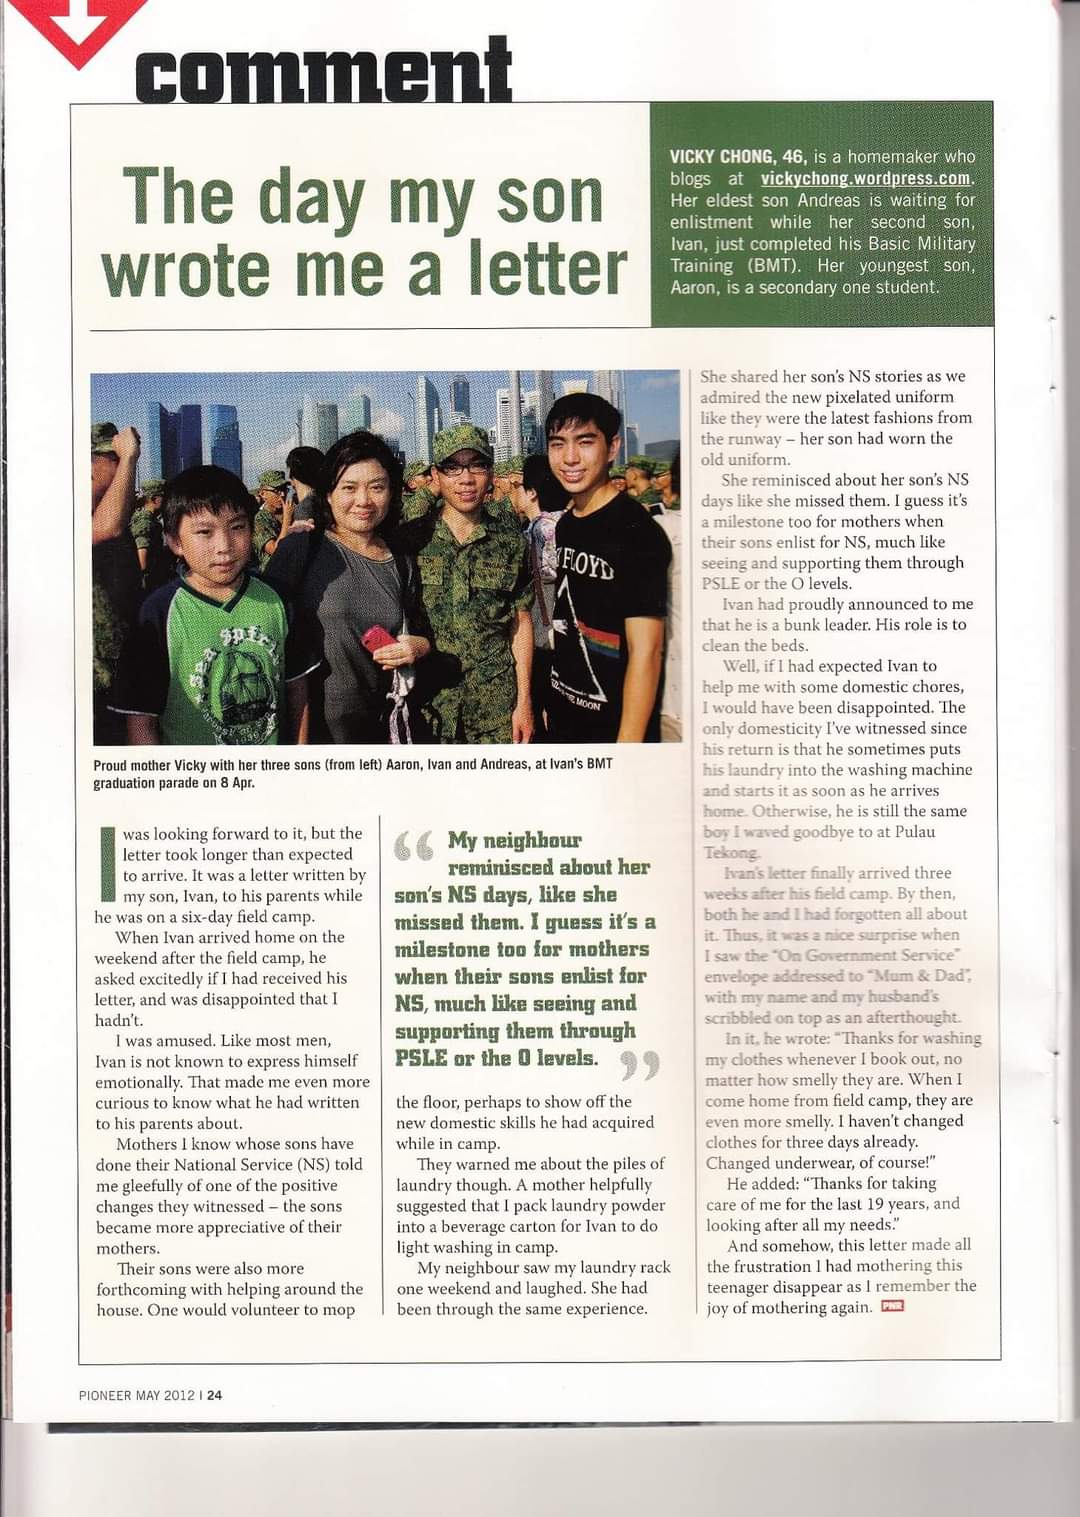 comment
The day my son
wrote me a letter
VICKY CHONG, 46, is a homemaker who
blogs at vickychong.wordpress.com.
Her eldest son Andreas is waiting for
enlistment while her second son,
Ivan, just completed his Basic Military
Training (BMT). Her youngest son,
Aaron, is a secondary one student.
FLOYD
MOON
Proud mother Vicky with her three sons (from left) Aaron, Ivan and Andreas, at Ivan's BMT
graduation parade on 8 Apr.
I was looking forward to it, but the
letter took longer than expected
to arrive. It was a letter written by
my son, Ivan, to his parents while
he was on a six-day field camp.
When Ivan arrived home on the
weekend after the field camp, he
asked excitedly if I had received his
letter, and was disappointed that I
hadn't.
I was amused. Like most men,
Ivan is not known to express himself
emotionally. That made me even more
curious to know what he had written
to his parents about.
Mothers I know whose sons have
done their National Service (NS) told
me gleefully of one of the positive
changes they witnessed – the sons
became more appreciative of their
mothers.
Their sons were also more
forthcoming with helping around the
house. One would volunteer to mop
“ My neighbour
reminisced about her
son's NS days, like she
missed them. I guess it's a
milestone too for mothers
when their sons enlist for
NS, much like seeing and
supporting them through
PSLE or the O levels. ”
the floor, perhaps to show off the
new domestic skills he had acquired
while in camp.
They warned me about the piles of
laundry though. A mother helpfully
suggested that I pack laundry powder
into a beverage carton for Ivan to do
light washing in camp.
My neighbour saw my laundry rack
one weekend and laughed. She had
been through the same experience.
She shared her son's NS stories as we
admired the new pixelated uniform
like they were the latest fashions from
the runway – her son had worn the
old uniform.
She reminisced about her son's NS
days like she missed them. I guess it's
a milestone too for mothers when
their sons enlist for NS, much like
seeing and supporting them through
PSLE or the O levels.
Ivan had proudly announced to me
that he is a bunk leader. His role is to
clean the beds.
Well, if I had expected Ivan to
help me with some domestic chores,
I would have been disappointed. The
only domesticity I've witnessed since
his return is that he sometimes puts
his laundry into the washing machine
and starts it as soon as he arrives
home. Otherwise, he is still the same
boy I waved goodbye to at Pulau
Tekong.
Ivan's letter finally arrived three
weeks after his field camp. By then,
both he and I had forgotten all about
it. Thus, it was a nice surprise when
I saw the “On Government Service”
envelope addressed to “Mum & Dad”,
with my name and my husband's
scribbled on top as an afterthought.
In it, he wrote: “Thanks for washing
my clothes whenever I book out, no
matter how smelly they are. When I
come home from field camp, they are
even more smelly. I haven't changed
clothes for three days already.
Changed underwear, of course!”
He added: “Thanks for taking
care of me for the last 19 years, and
looking after all my needs.”
And somehow, this letter made all
the frustration I had mothering this
teenager disappear as I remember the
joy of mothering again. PNR
PIONEER MAY 2012 | 24